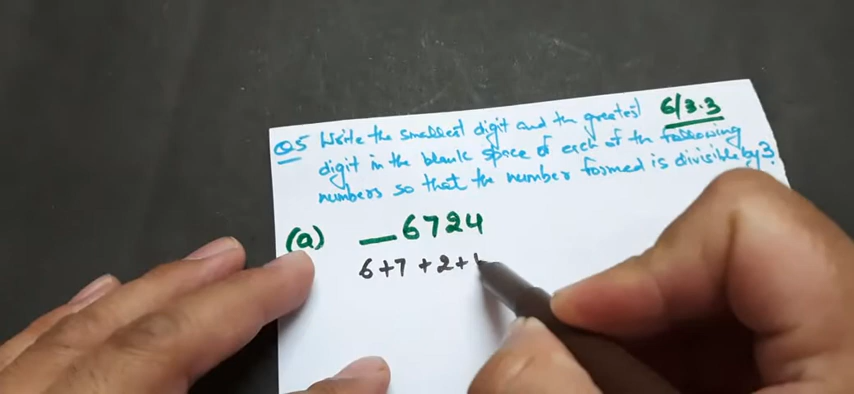 6/3.3
Q5 Write the smallest digit and the greatest
digit in the blank space of each of the following
numbers so that the number formed is divisible by 3?
(a) __6724
6+7+2+